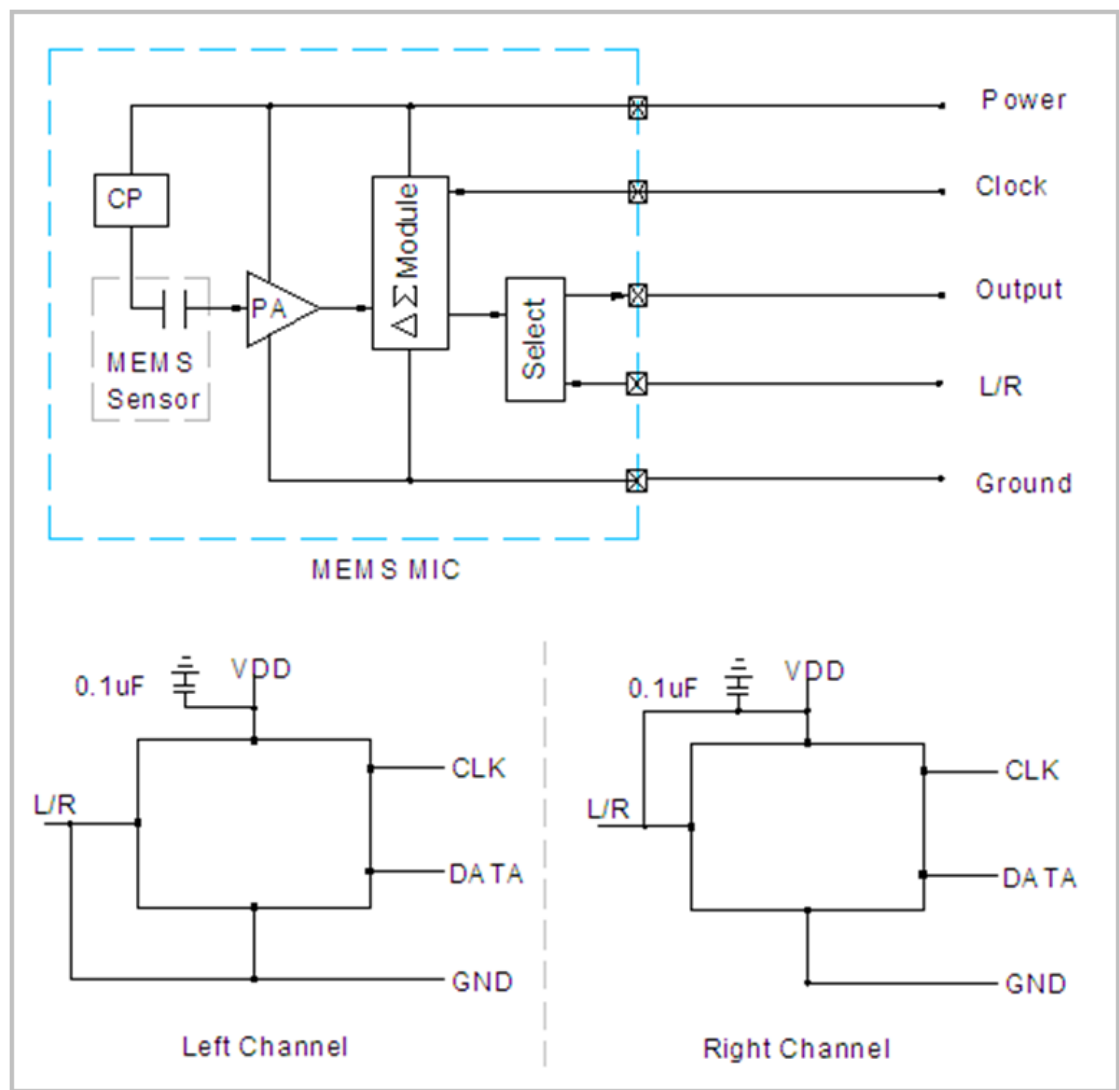 Power
CP
ΔΣ Module
Clock
PA
Select
Output
MEMS
Sensor
L/R
Ground
MEMS MIC
0.1uF
VDD
CLK
L/R
DATA
GND
Left Channel
0.1uF
VDD
CLK
L/R
DATA
GND
Right Channel